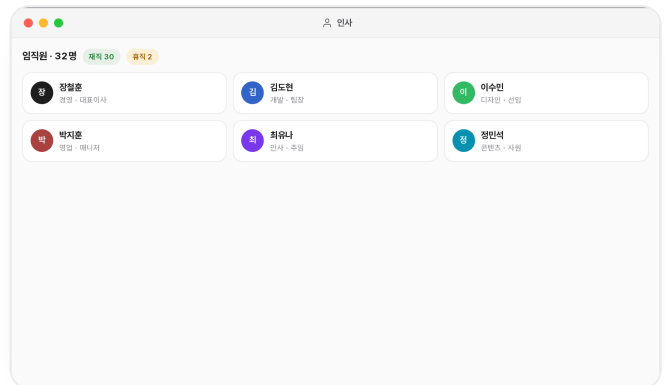 인사
임직원 · 32명 재직 30 휴직 2
장 장철훈
경영 · 대표이사
김 김도현
개발 · 팀장
이 이수민
디자인 · 선임
박 박지훈
영업 · 매니저
최 최유나
인사 · 주임
정 정민석
콘텐츠 · 사원